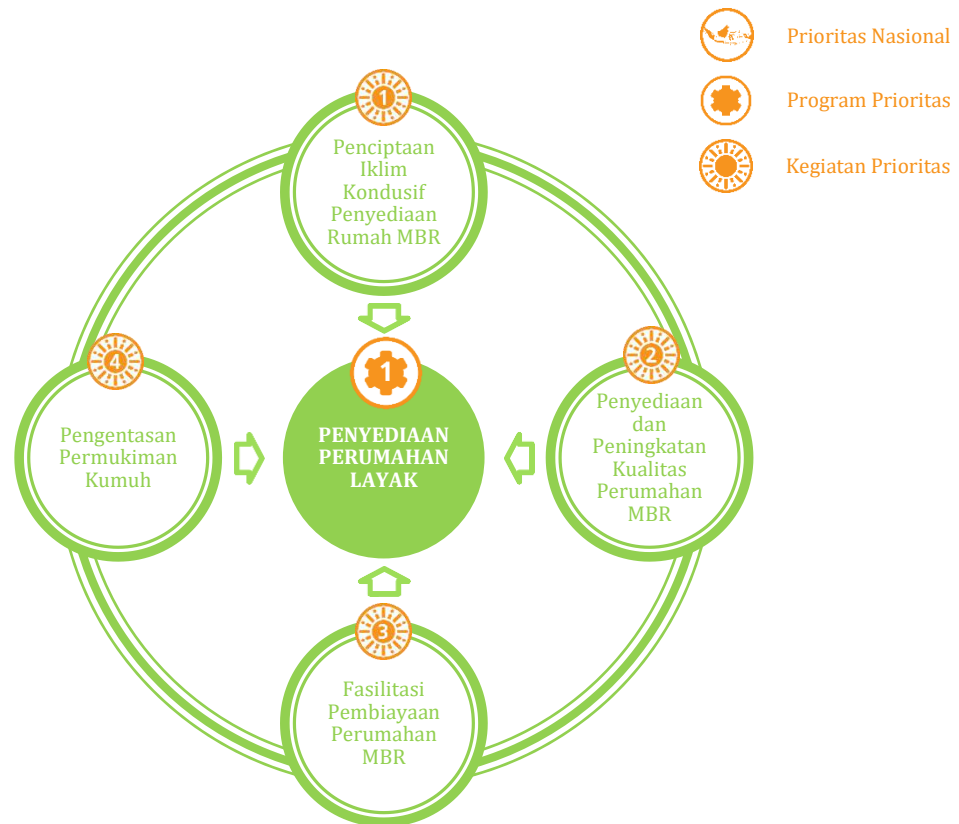 Prioritas Nasional
Program Prioritas
Kegiatan Prioritas
1
Penciptaan
Iklim
Kondusif
Penyediaan
Rumah MBR
1
PENYEDIAAN
PERUMAHAN
LAYAK
2
Penyediaan
dan
Peningkatan
Kualitas
Perumahan
MBR
3
Fasilitasi
Pembiayaan
Perumahan
MBR
4
Pengentasan
Permukiman
Kumuh